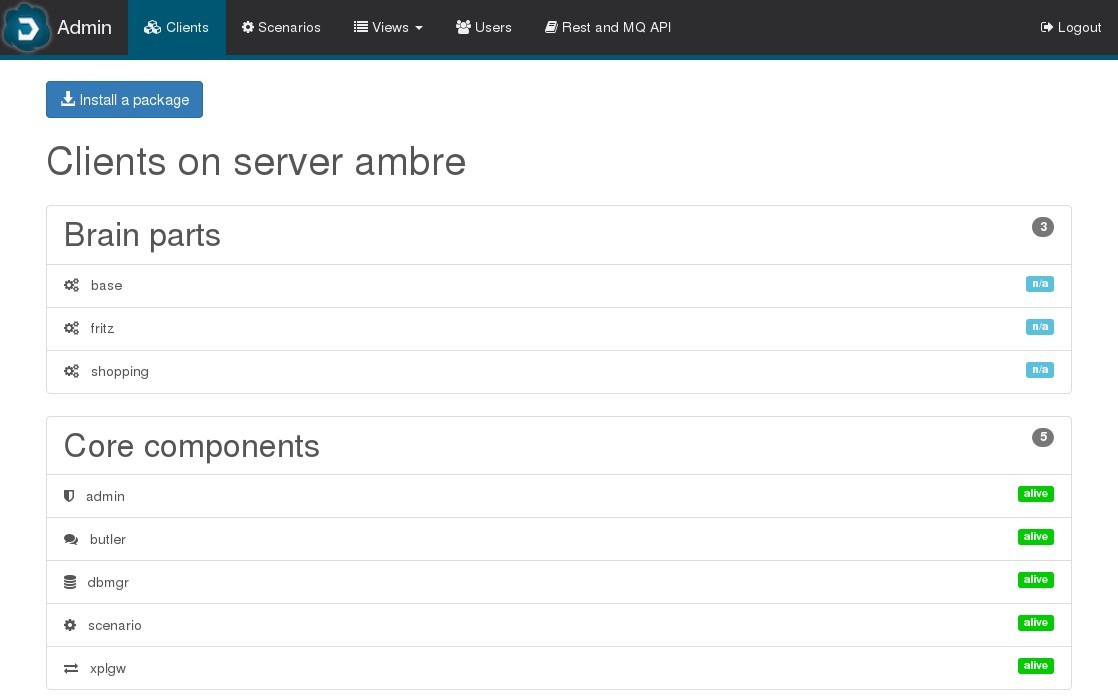 Admin Clients Scenarios Views Users Rest and MQ API Logout
Install a package
Clients on server ambre
Brain parts 3
base n/a
fritz n/a
shopping n/a
Core components 5
admin alive
butler alive
dbmgr alive
scenario alive
xplgw alive